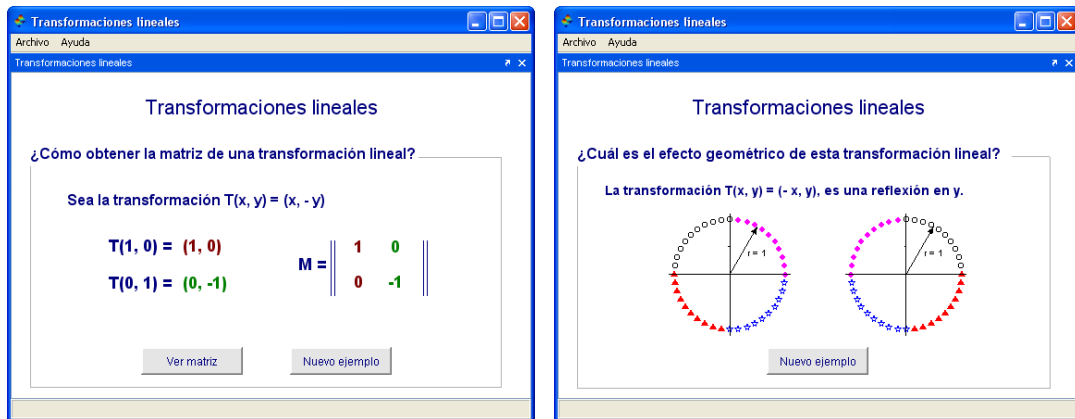 Transformaciones lineales
Archivo Ayuda
Transformaciones lineales
Transformaciones lineales
¿Cómo obtener la matriz de una transformación lineal?
Sea la transformación T(x, y) = (x, - y)
T(1, 0) = (1, 0)
T(0, 1) = (0, -1)
M =
1 0
0 -1
Ver matriz
Nuevo ejemplo
Transformaciones lineales
Archivo Ayuda
Transformaciones lineales
Transformaciones lineales
¿Cuál es el efecto geométrico de esta transformación lineal?
La transformación T(x, y) = (- x, y), es una reflexión en y.
r = 1
r = 1
Nuevo ejemplo